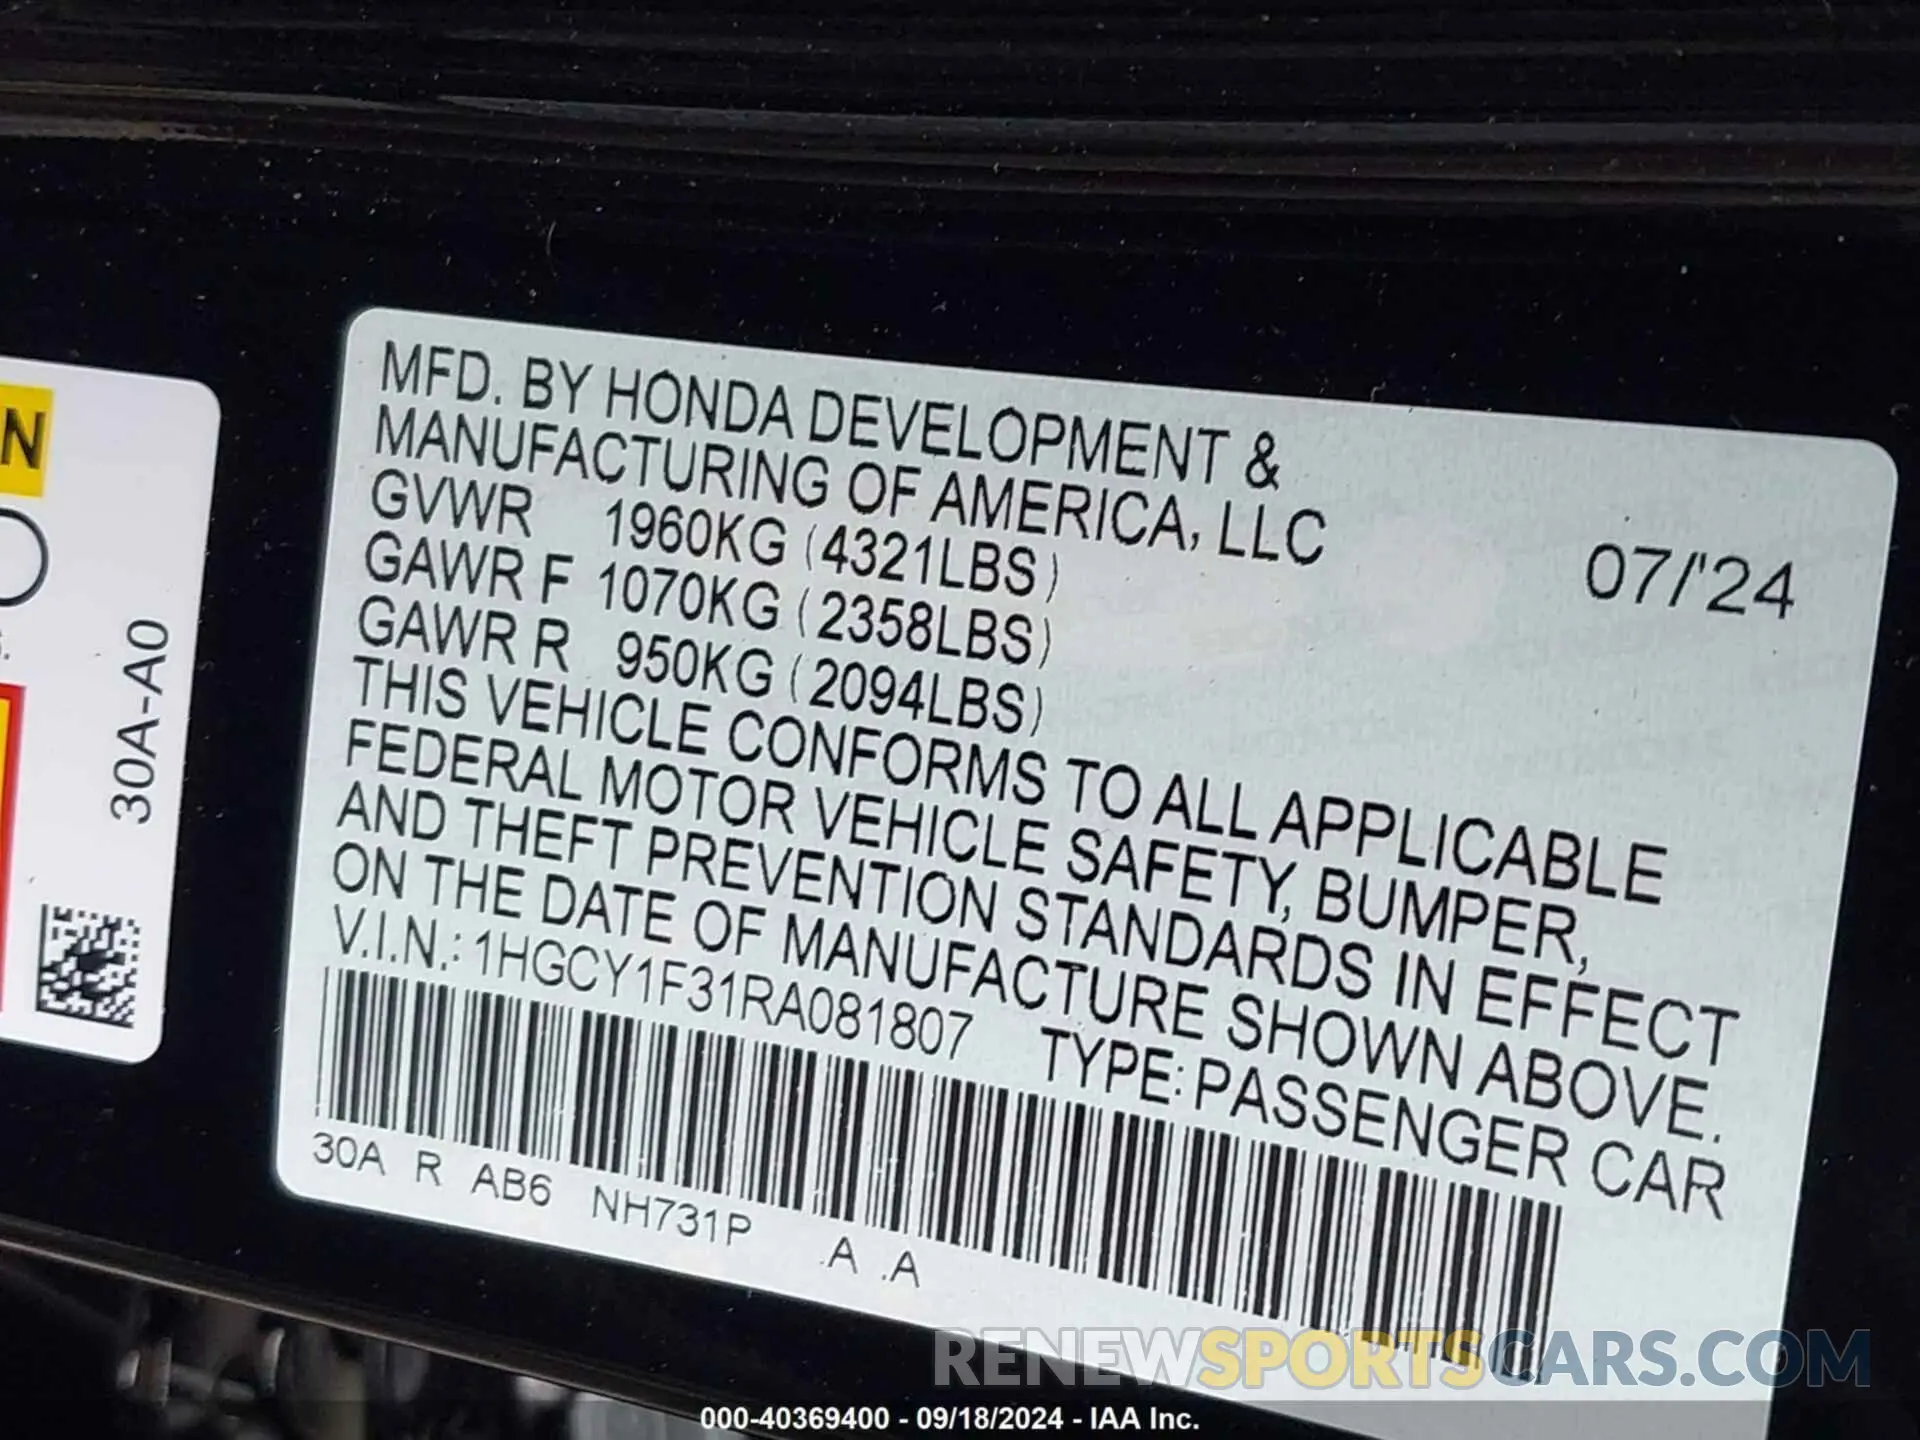 MFD. BY HONDA DEVELOPMENT &
MANUFACTURING OF AMERICA, LLC
GVWR 1960KG (4321LBS) 07/'24
GAWR F 1070KG (2358LBS)
GAWR R 950KG (2094LBS)
THIS VEHICLE CONFORMS TO ALL APPLICABLE
FEDERAL MOTOR VEHICLE SAFETY, BUMPER,
AND THEFT PREVENTION STANDARDS IN EFFECT
ON THE DATE OF MANUFACTURE SHOWN ABOVE.
V.I.N.: 1HGCY1F31RA081807 TYPE: PASSENGER CAR
30A R AB6 NH731P .A .A
N
30A-A0
RENEWSPORTSCARS.COM
000-40369400 - 09/18/2024 - IAA Inc.